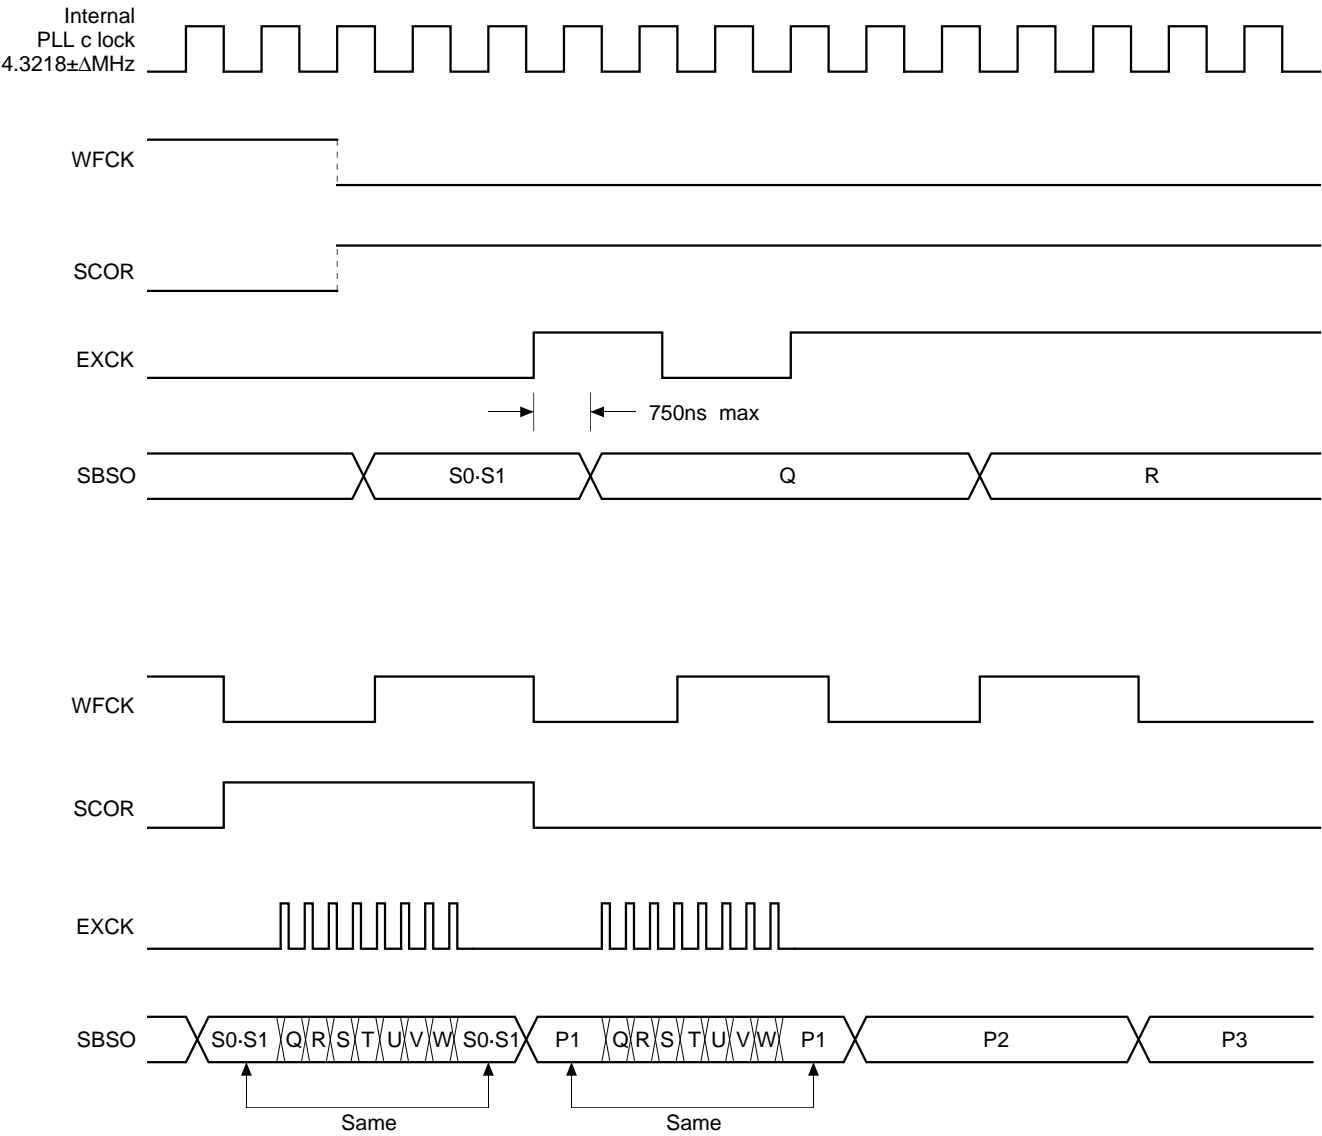 Internal
PLL c lock
4.3218±∆MHz
WFCK
SCOR
EXCK
750ns max
SBSO
S0·S1
Q
R
WFCK
SCOR
EXCK
SBSO
S0·S1 Q R S T U V W S0·S1 P1 Q R S T U V W P1 P2 P3
Same
Same